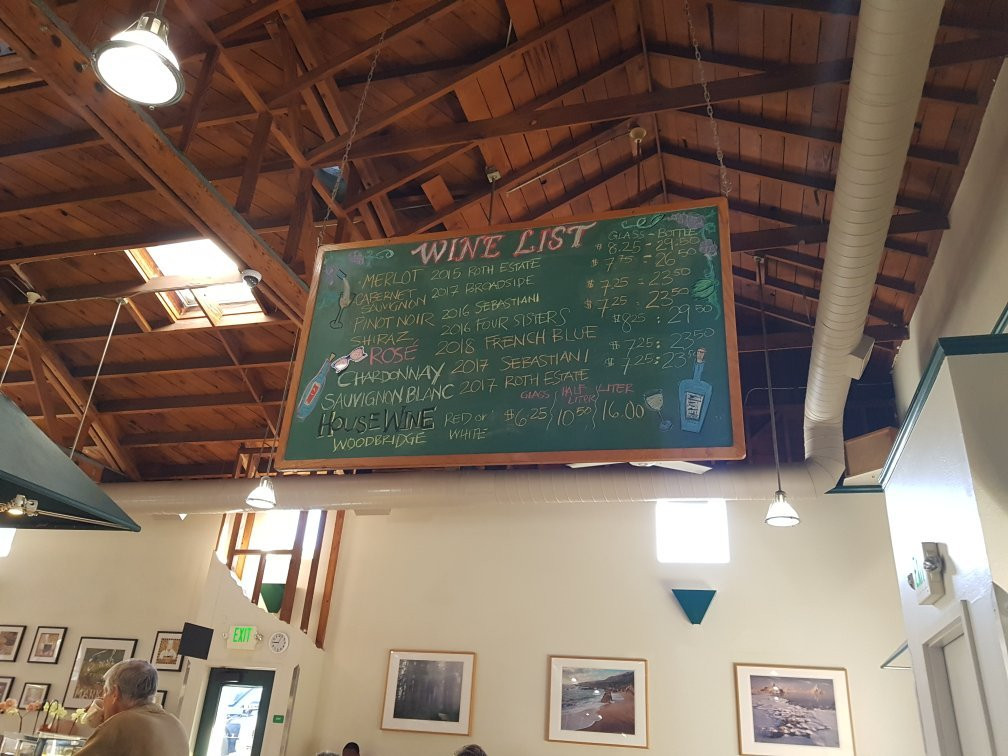 WINE LIST
GLASS - BOTTLE
MERLOT 2015 ROTH ESTATE $8.25 - 29.50
CABERNET SAUVIGNON 2017 BROADSIDE $7.75 - 26.50
PINOT NOIR 2016 SEBASTIANI $7.25 = 23.50
SHIRAZ 2016 FOUR SISTERS $7.25 : 23.50
ROSÉ 2018 FRENCH BLUE $8.25 : 29.50
CHARDONNAY 2017 SEBASTIANI $7.25 : 23.50
SAUVIGNON BLANC 2017 ROTH ESTATE $7.25 : 23.50
GLASS HALF LITER LITER
HOUSE WINE RED or WHITE $6.25 10.50 16.00
WOODBRIDGE
EXIT